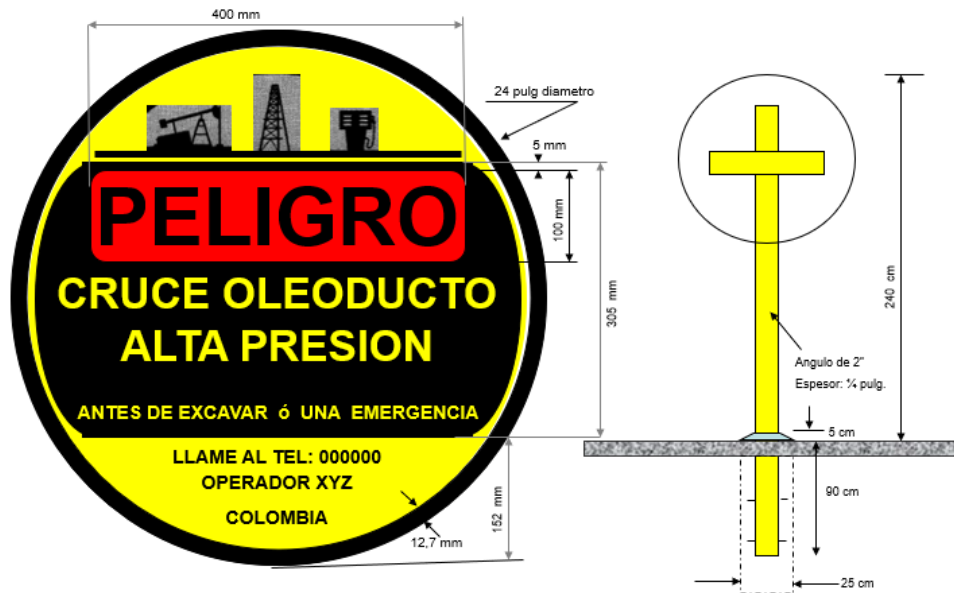 400 mm
24 pulg diametro
5 mm
PELIGRO
100 mm
CRUCE OLEODUCTO
ALTA PRESION
305 mm
ANTES DE EXCAVAR ó UNA EMERGENCIA
LLAME AL TEL: 000000
OPERADOR XYZ
COLOMBIA
12,7 mm
152 mm
240 cm
Angulo de 2"
Espesor: ¼ pulg.
5 cm
90 cm
25 cm